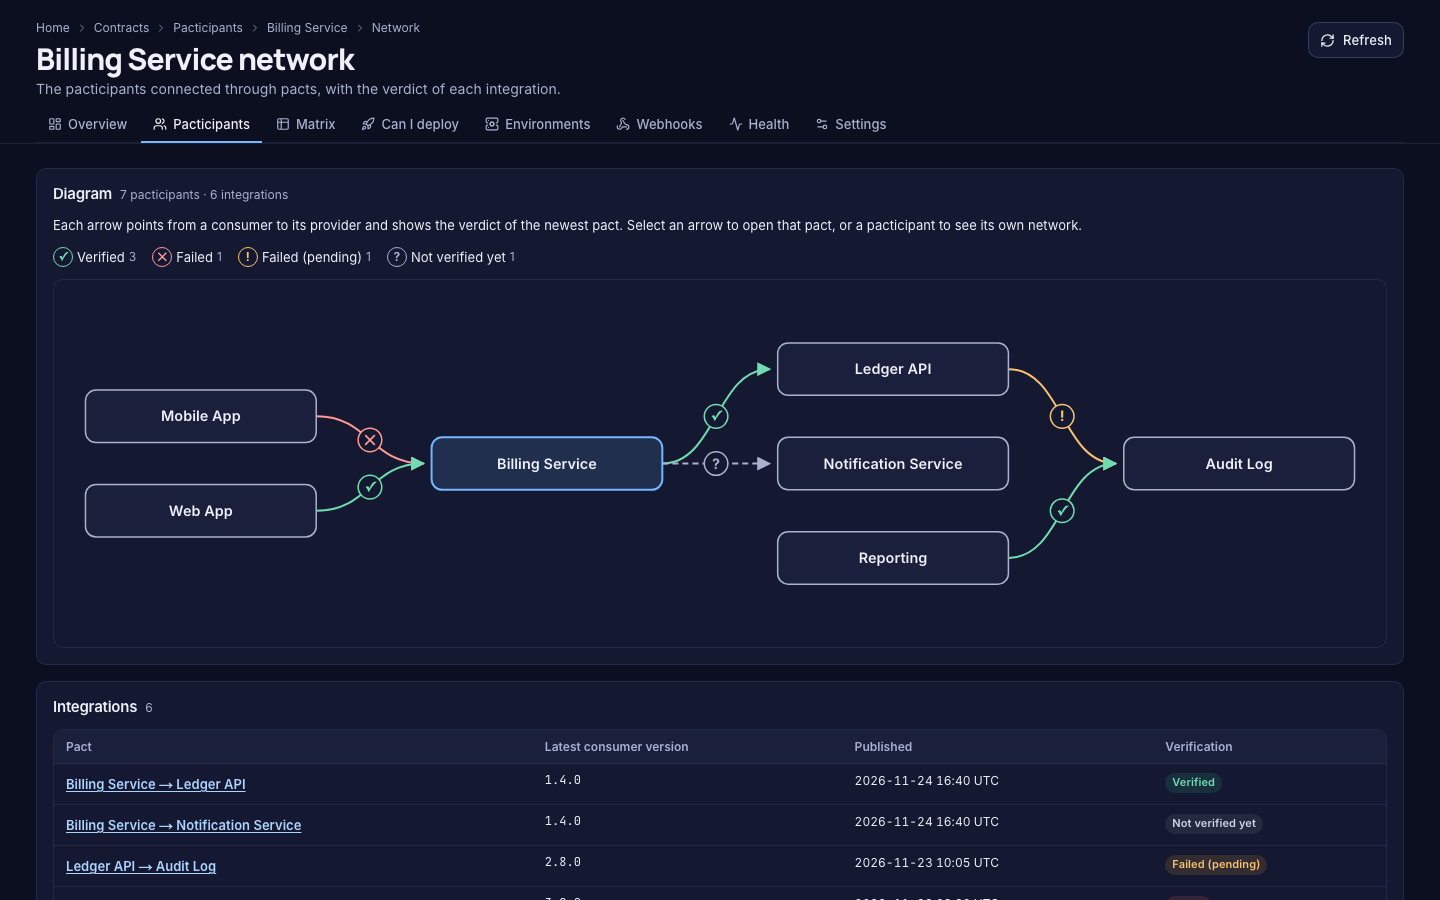 Home > Contracts > Pacticipants > Billing Service > Network
Billing Service network
The pacticipants connected through pacts, with the verdict of each integration.
Refresh
Overview Pacticipants Matrix Can I deploy Environments Webhooks Health Settings
Diagram 7 pacticipants · 6 integrations
Each arrow points from a consumer to its provider and shows the verdict of the newest pact. Select an arrow to open that pact, or a pacticipant to see its own network.
✓ Verified 3 ✕ Failed 1 ! Failed (pending) 1 ? Not verified yet 1
Ledger API
Mobile App
Billing Service
Notification Service
Audit Log
Web App
Reporting
Integrations 6
Pact Latest consumer version Published Verification
Billing Service → Ledger API 1.4.0 2026-11-24 16:40 UTC Verified
Billing Service → Notification Service 1.4.0 2026-11-24 16:40 UTC Not verified yet
Ledger API → Audit Log 2.8.0 2026-11-23 10:05 UTC Failed (pending)